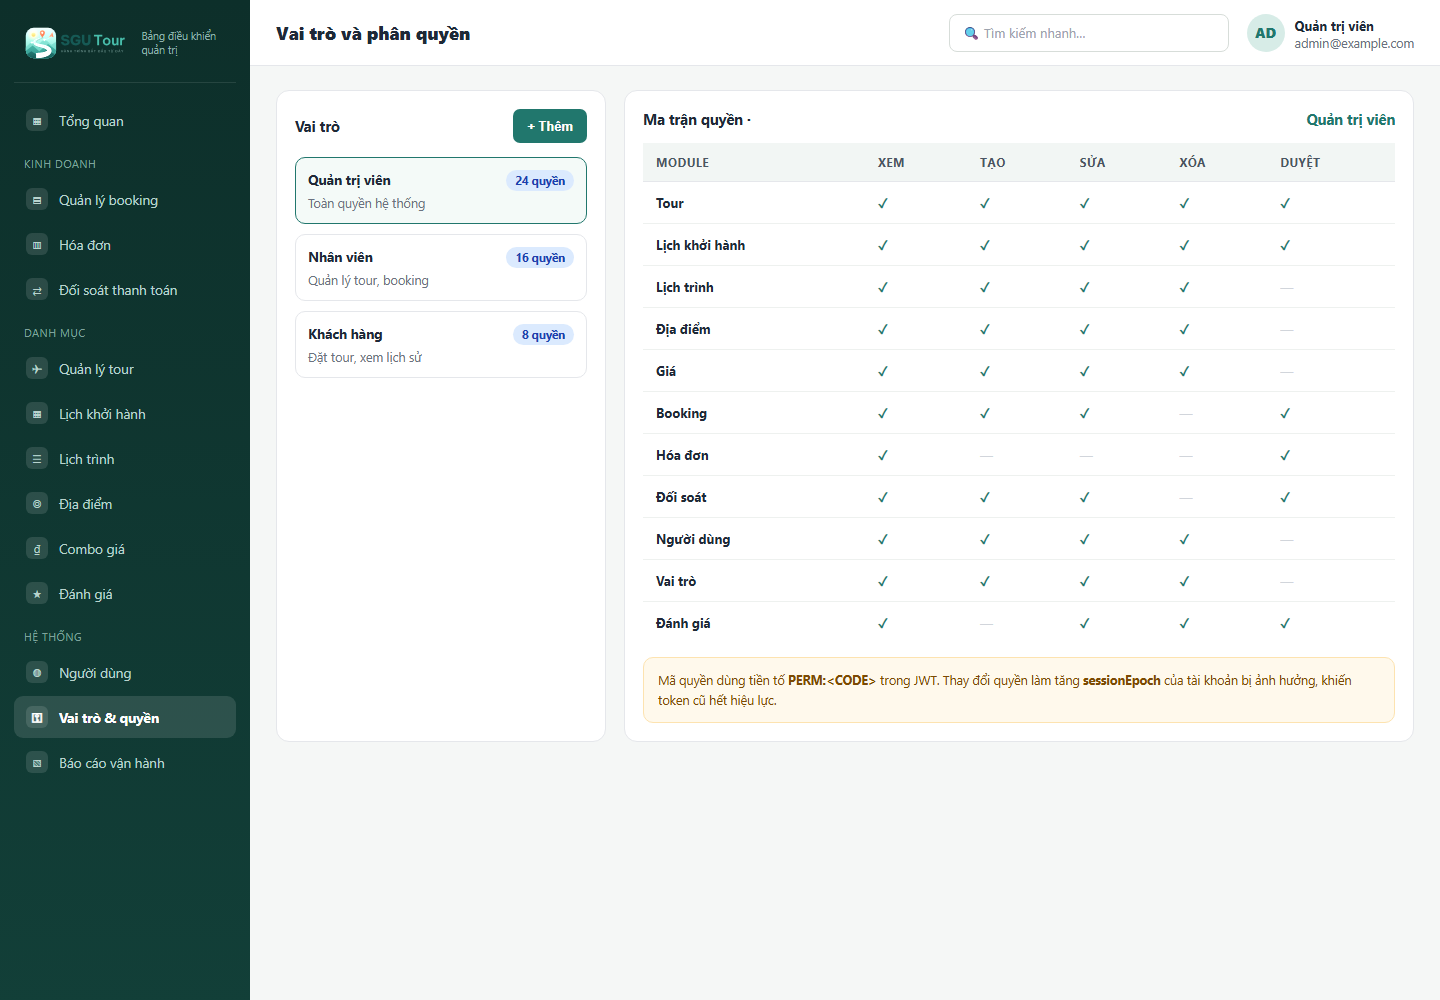 SGU Tour
Bảng điều khiển
quản trị
Tổng quan
KINH DOANH
Quản lý booking
Hóa đơn
Đối soát thanh toán
DANH MỤC
Quản lý tour
Lịch khởi hành
Lịch trình
Địa điểm
Combo giá
Đánh giá
HỆ THỐNG
Người dùng
Vai trò & quyền
Báo cáo vận hành
Vai trò và phân quyền
Tìm kiếm nhanh...
AD
Quản trị viên
admin@example.com
Vai trò
+ Thêm
Quản trị viên
24 quyền
Toàn quyền hệ thống
Nhân viên
16 quyền
Quản lý tour, booking
Khách hàng
8 quyền
Đặt tour, xem lịch sử
Ma trận quyền ·
Quản trị viên
MODULE XEM TẠO SỬA XÓA DUYỆT
Tour ✓ ✓ ✓ ✓ ✓
Lịch khởi hành ✓ ✓ ✓ ✓ ✓
Lịch trình ✓ ✓ ✓ ✓ —
Địa điểm ✓ ✓ ✓ ✓ —
Giá ✓ ✓ ✓ ✓ —
Booking ✓ ✓ ✓ — ✓
Hóa đơn ✓ — — — ✓
Đối soát ✓ ✓ ✓ — ✓
Người dùng ✓ ✓ ✓ ✓ —
Vai trò ✓ ✓ ✓ ✓ —
Đánh giá ✓ — ✓ ✓ ✓
Mã quyền dùng tiền tố PERM:<CODE> trong JWT. Thay đổi quyền làm tăng sessionEpoch của tài khoản bị ảnh hưởng, khiến
token cũ hết hiệu lực.